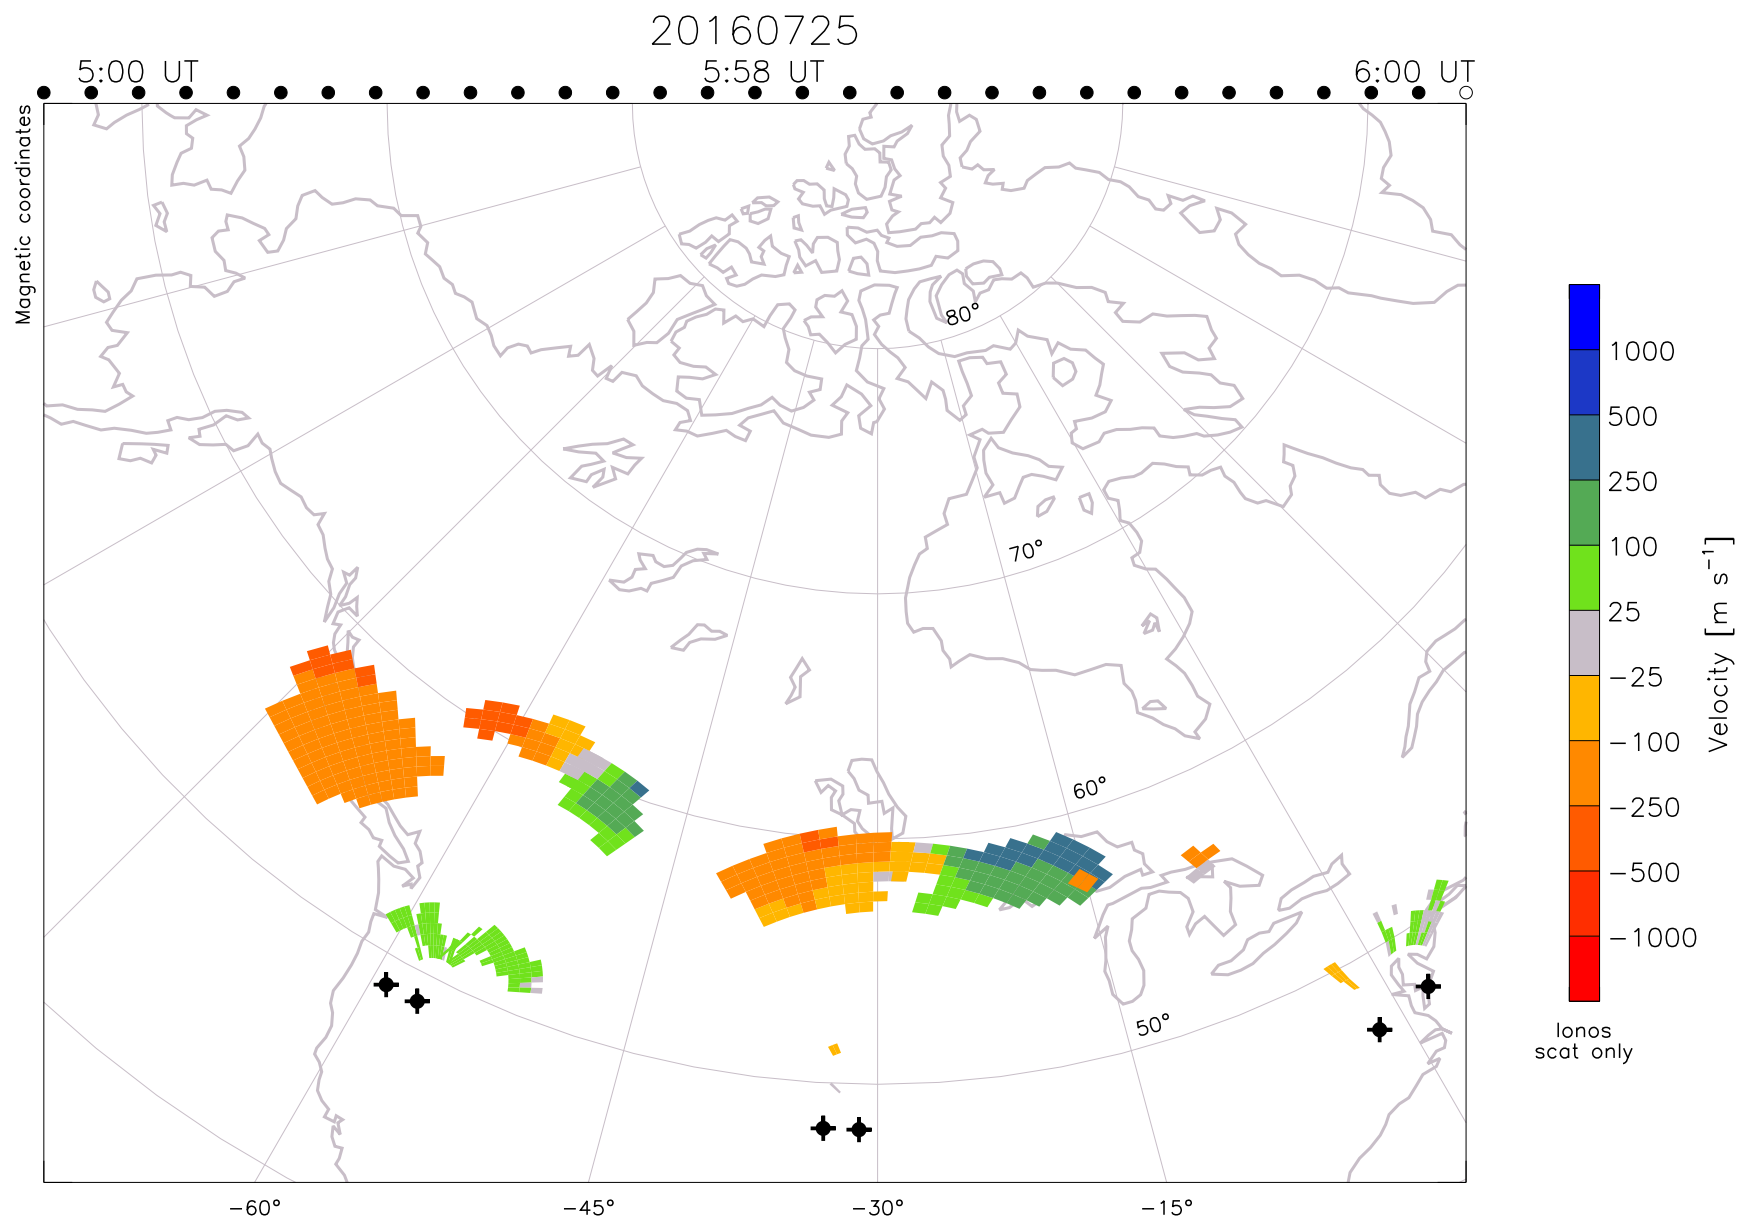 20160725
5:00 UT
5:58 UT
6:00 UT
Magnetic coordinates
80°
70°
60°
50°
-60°
-45°
-30°
-15°
1000
500
250
100
25
-25
-100
-250
-500
-1000
Velocity [m s⁻¹]
Ionos
scat only